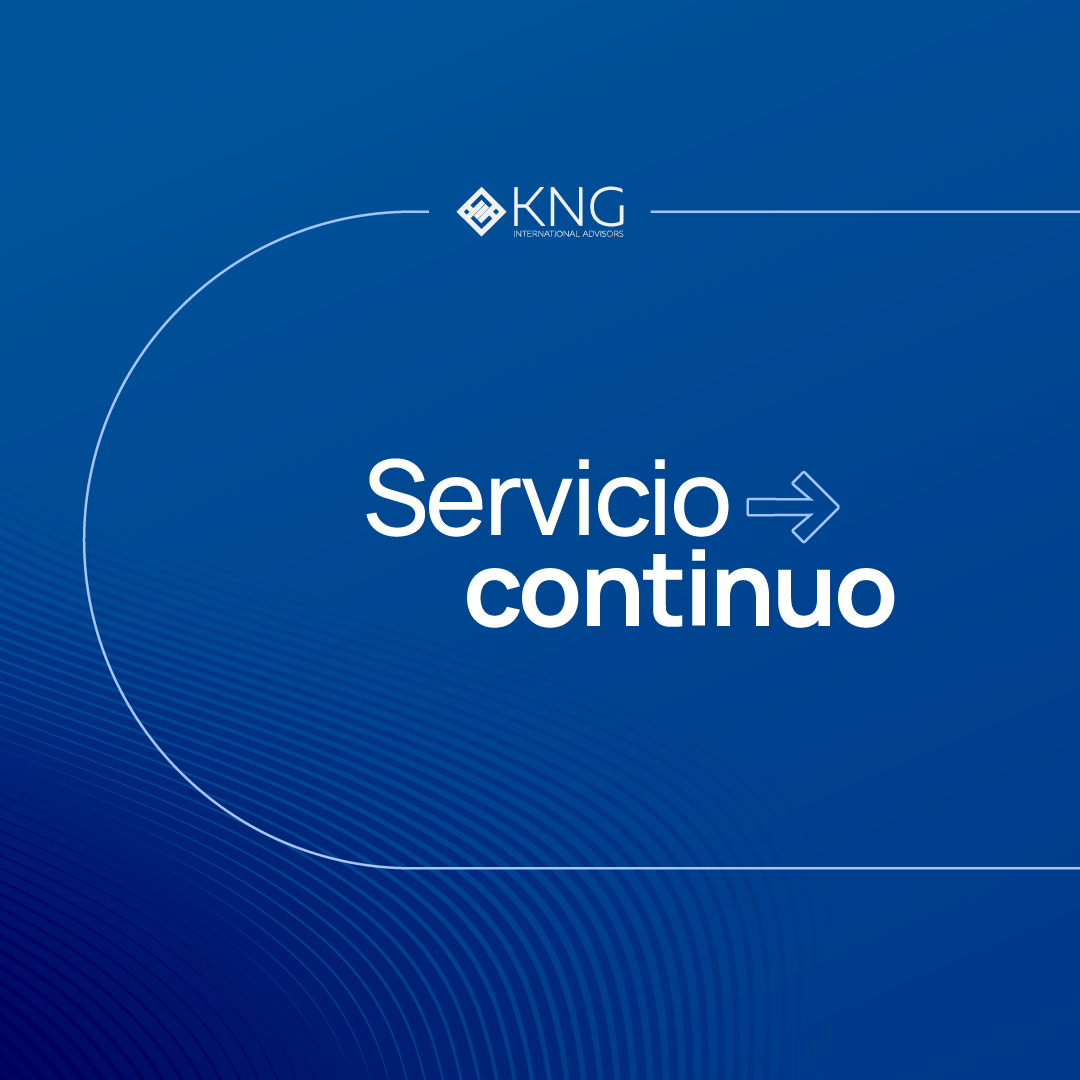 KNG
INTERNATIONAL ADVISORS
Servicio
continuo